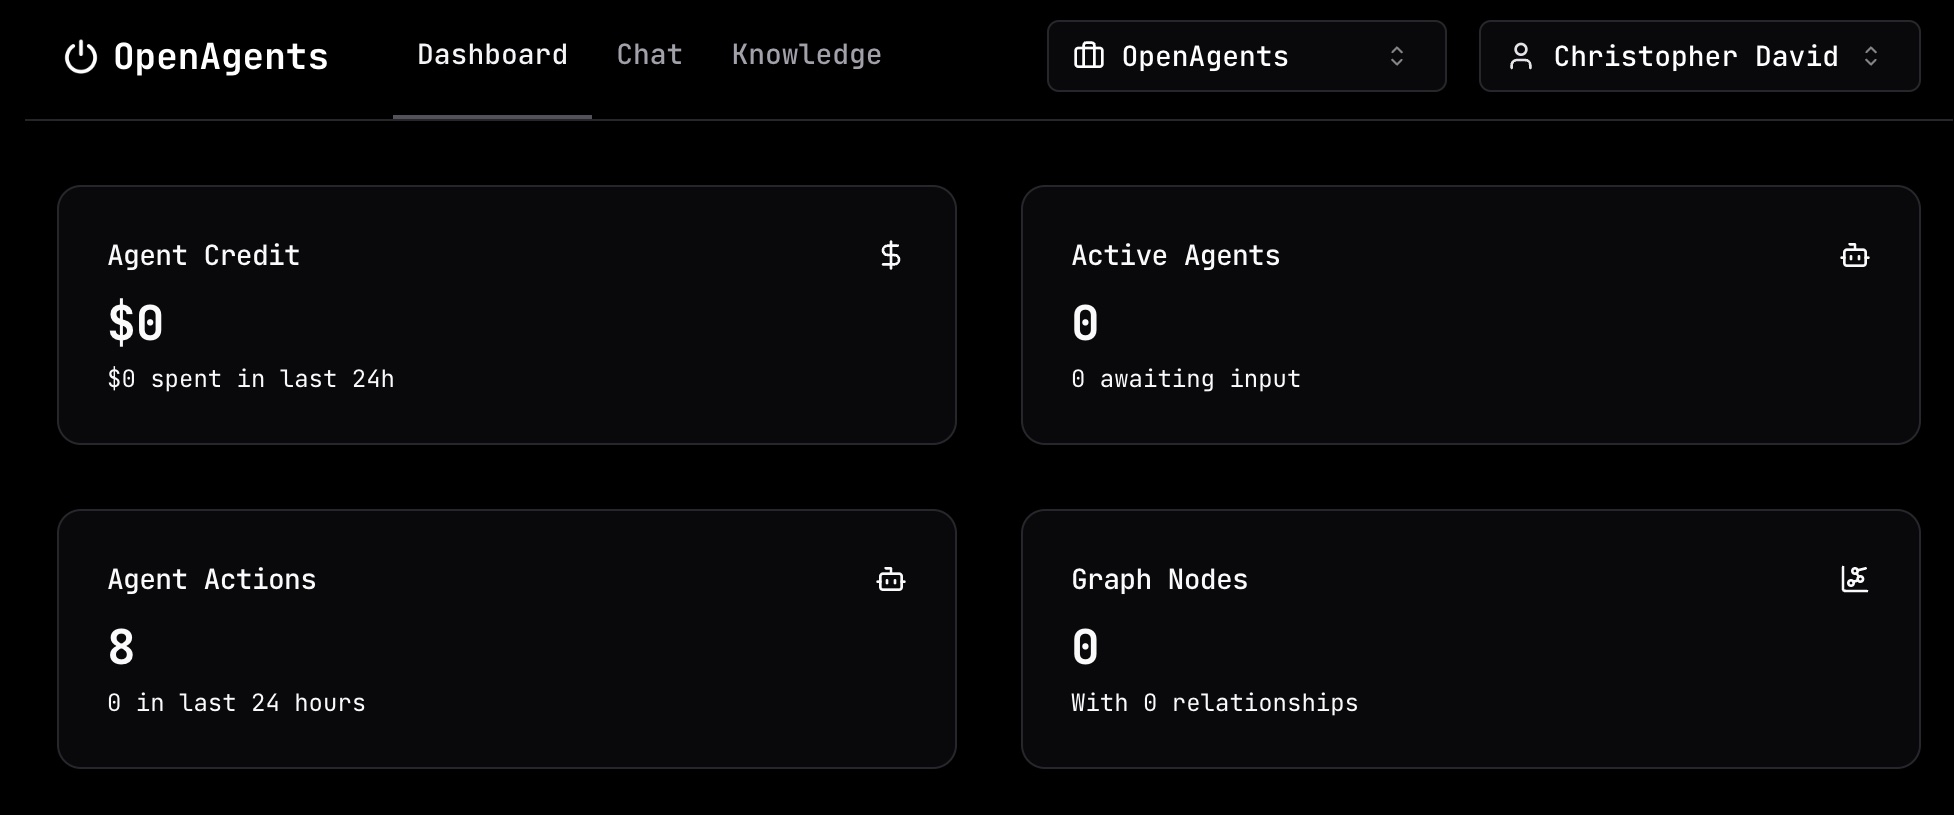 OpenAgents
Dashboard
Chat
Knowledge
OpenAgents
Christopher David
Agent Credit
$0
$0 spent in last 24h
Active Agents
0
0 awaiting input
Agent Actions
8
0 in last 24 hours
Graph Nodes
0
With 0 relationships